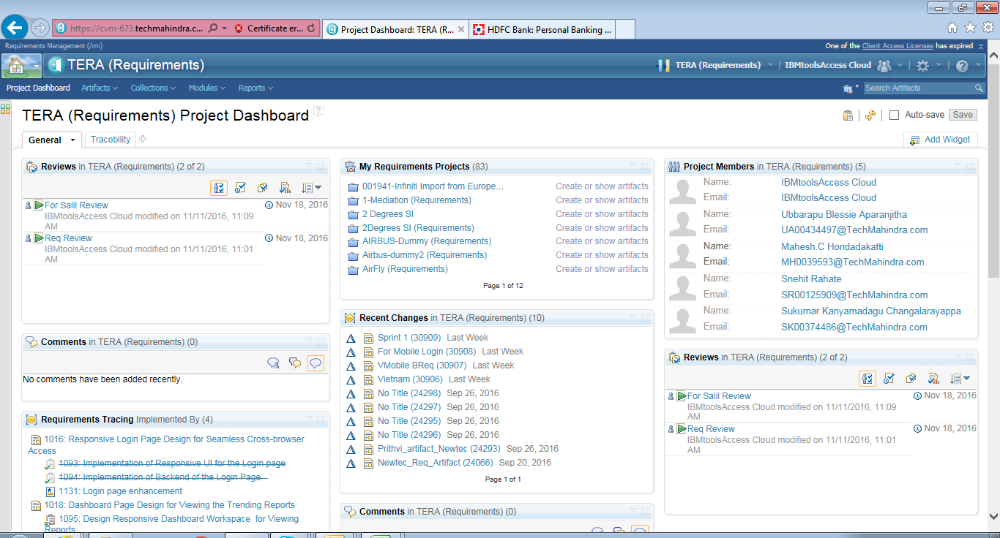 https://cvm-673.techmahindra.c...
Certificate er...
Project Dashboard: TERA (R...
HDFC Bank: Personal Banking ...
Requirements Management (/rm)
One of the Client Access Licenses has expired
TERA (Requirements)
TERA (Requirements)
IBMtoolsAccess Cloud
Project Dashboard
Artifacts
Collections
Modules
Reports
Search Artifacts
TERA (Requirements) Project Dashboard
Auto-save
Save
General
Tracebility
Add Widget
Reviews in TERA (Requirements) (2 of 2)
For Salil Review
Nov 18, 2016
IBMtoolsAccess Cloud modified on 11/11/2016, 11:09
AM
Req Review
Nov 18, 2016
IBMtoolsAccess Cloud modified on 11/11/2016, 11:01
AM
Comments in TERA (Requirements) (0)
No comments have been added recently.
Requirements Tracing Implemented By (4)
1016: Responsive Login Page Design for Seamless Cross-browser
Access
1093: Implementation of Responsive UI for the Login page
1094: Implementation of Backend of the Login Page
1131: Login page enhancement
1018: Dashboard Page Design for Viewing the Trending Reports
1095: Design Responsive Dashboard Workspace for Viewing
Reports
My Requirements Projects (83)
001941-Infiniti Import from Europe... Create or show artifacts
1-Mediation (Requirements) Create or show artifacts
2 Degrees SI Create or show artifacts
2Degrees SI (Requirements) Create or show artifacts
AIRBUS-Dummy (Requirements) Create or show artifacts
Airbus-dummy2 (Requirements) Create or show artifacts
AirFly (Requirements) Create or show artifacts
Page 1 of 12
Recent Changes in TERA (Requirements) (10)
Sprint 1 (30909) Last Week
For Mobile Login (30908) Last Week
VMobile BReq (30907) Last Week
Vietnam (30906) Last Week
No Title (24298) Sep 26, 2016
No Title (24297) Sep 26, 2016
No Title (24295) Sep 26, 2016
No Title (24296) Sep 26, 2016
Prithvi_artifact_Newtec (24293) Sep 26, 2016
Newtec_Req_Artifact (24066) Sep 20, 2016
Page 1 of 1
Comments in TERA (Requirements) (0)
Project Members in TERA (Requirements) (5)
Name: IBMtoolsAccess Cloud
Email: IBMtoolsAccess Cloud
Name: Ubbarapu Blessie Aparanjitha
Email: UA00434497@TechMahindra.com
Name: Mahesh.C Hondadakatti
Email: MH0039593@TechMahindra.com
Name: Snehit Rahate
Email: SR00125909@TechMahindra.com
Name: Sukumar Kanyamadagu Changalarayappa
Email: SK00374486@TechMahindra.com
Reviews in TERA (Requirements) (2 of 2)
For Salil Review
Nov 18, 2016
IBMtoolsAccess Cloud modified on 11/11/2016, 11:09
AM
Req Review
Nov 18, 2016
IBMtoolsAccess Cloud modified on 11/11/2016, 11:01
AM